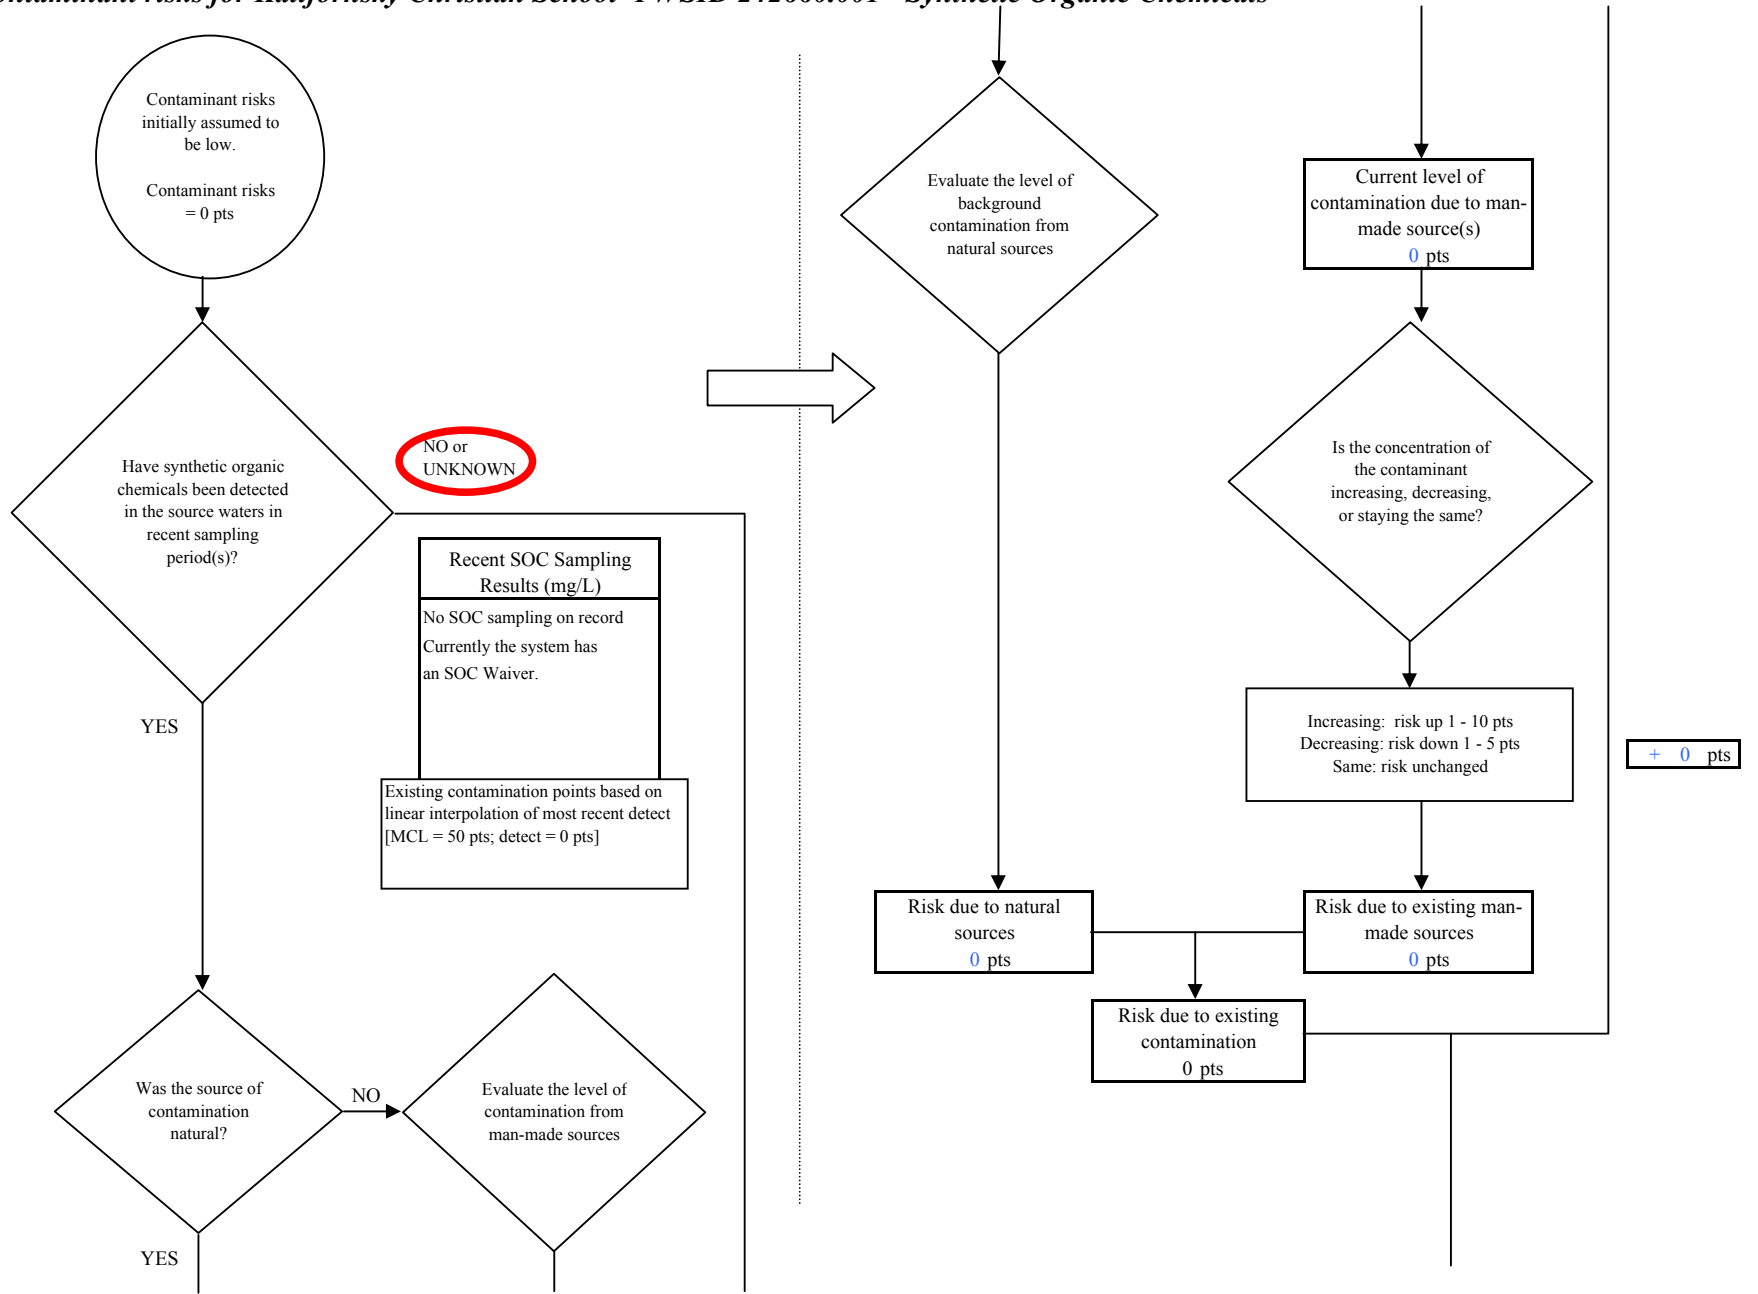 Contaminant risks
initially assumed to
be low.
Contaminant risks
= 0 pts
Have synthetic organic
chemicals been detected
in the source waters in
recent sampling
period(s)?
NO or
UNKNOWN
Recent SOC Sampling
Results (mg/L)
No SOC sampling on record
Currently the system has
an SOC Waiver.
YES
Existing contamination points based on
linear interpolation of most recent detect
[MCL = 50 pts; detect = 0 pts]
Was the source of
contamination
natural?
NO
Evaluate the level of
contamination from
man-made sources
YES
Evaluate the level of
background
contamination from
natural sources
Current level of
contamination due to man-
made source(s)
0 pts
Is the concentration of
the contaminant
increasing, decreasing,
or staying the same?
Increasing: risk up 1 - 10 pts
Decreasing: risk down 1 - 5 pts
Same: risk unchanged
+ 0 pts
Risk due to natural
sources
0 pts
Risk due to existing man-
made sources
0 pts
Risk due to existing
contamination
0 pts